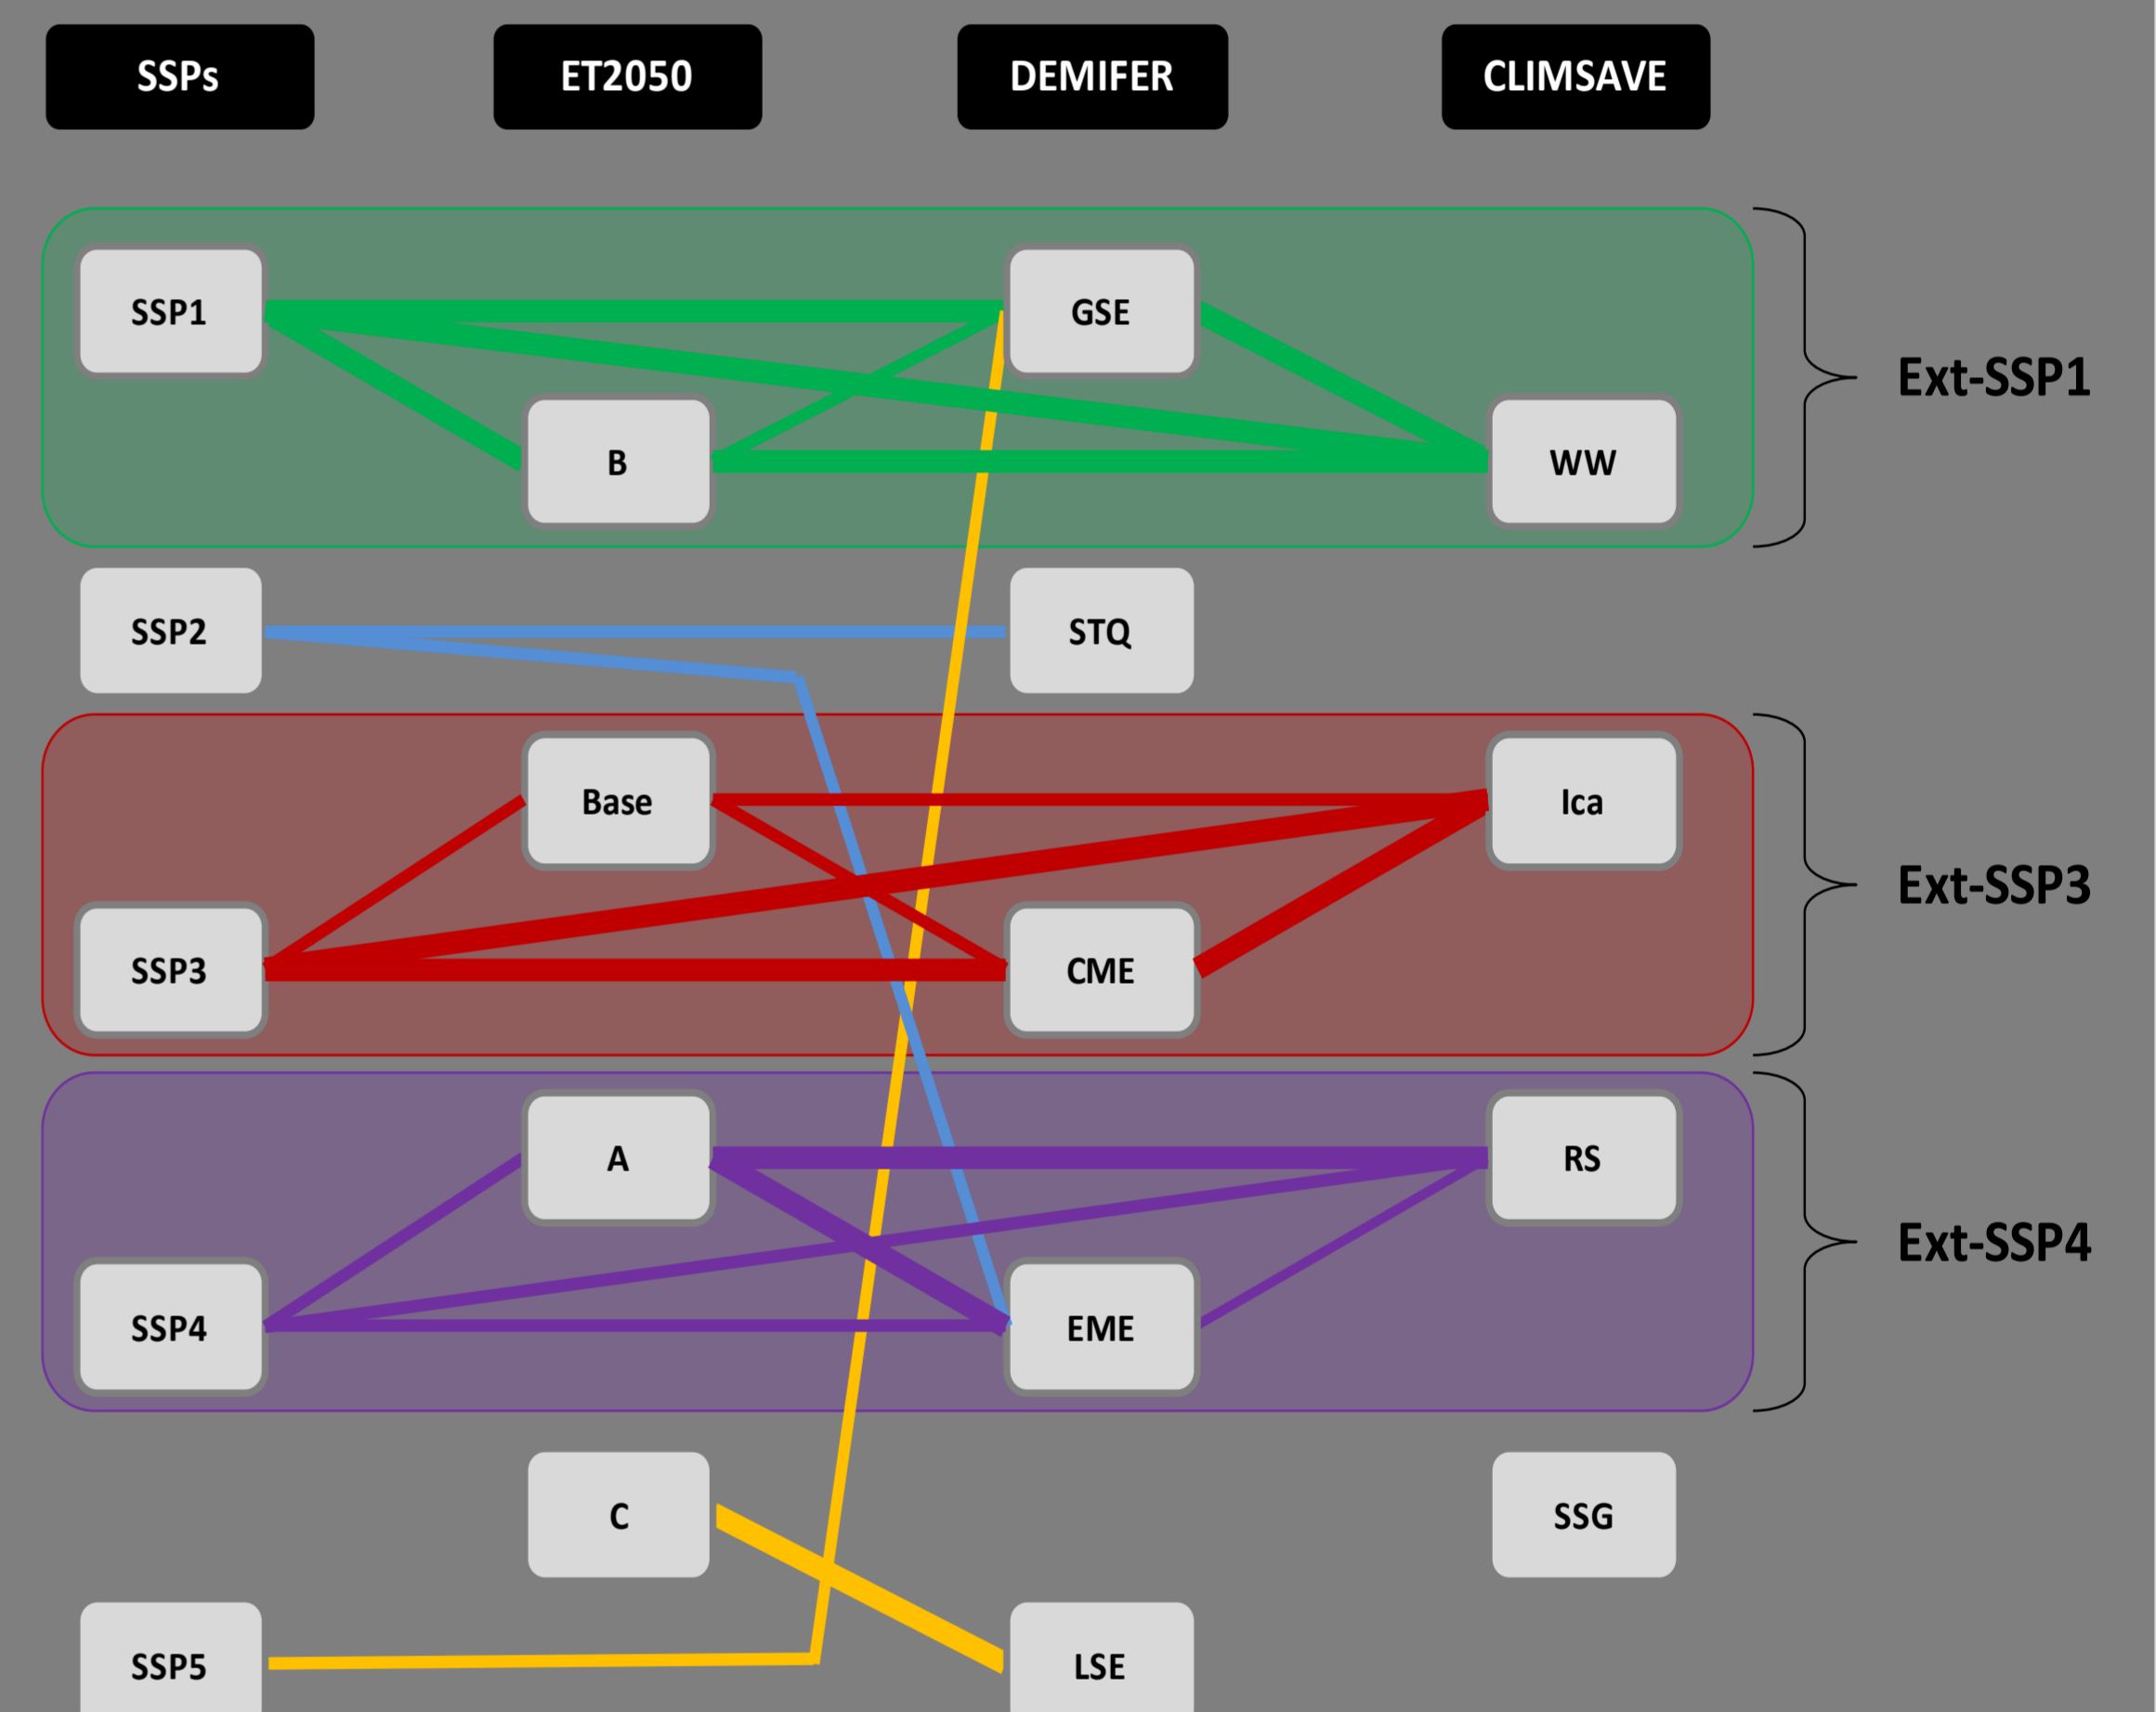 SSPs
ET2050
DEMIFER
CLIMSAVE
SSP1
GSE
Ext-SSP1
B
WW
SSP2
STQ
Base
Ica
Ext-SSP3
SSP3
CME
A
RS
Ext-SSP4
SSP4
EME
C
SSG
SSP5
LSE